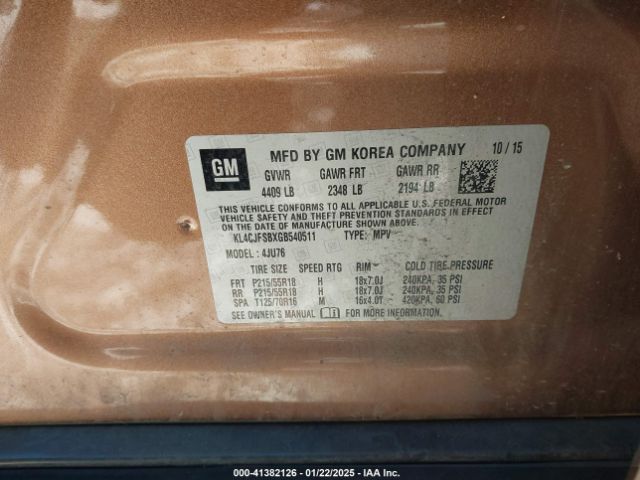 GM
MFD BY GM KOREA COMPANY 10 / 15
GVWR GAWR FRT GAWR RR
4409 LB 2348 LB 2194 LB
THIS VEHICLE CONFORMS TO ALL APPLICABLE U.S. FEDERAL MOTOR
VEHICLE SAFETY AND THEFT PREVENTION STANDARDS IN EFFECT
ON THE DATE OF MANUFACTURE SHOWN ABOVE.
KL4CJFSBXGB540511 TYPE: MPV
MODEL : 4JU76
TIRE SIZE SPEED RTG RIM COLD TIRE PRESSURE
FRT P215/55R18 H 18x7.0J 240KPA, 35 PSI
RR P215/55R18 H 18x7.0J 240KPA, 35 PSI
SPA T125/70R16 M 16x4.0T 420KPA, 60 PSI
SEE OWNER'S MANUAL FOR MORE INFORMATION.
000-41382126 - 01/22/2025 - IAA Inc.